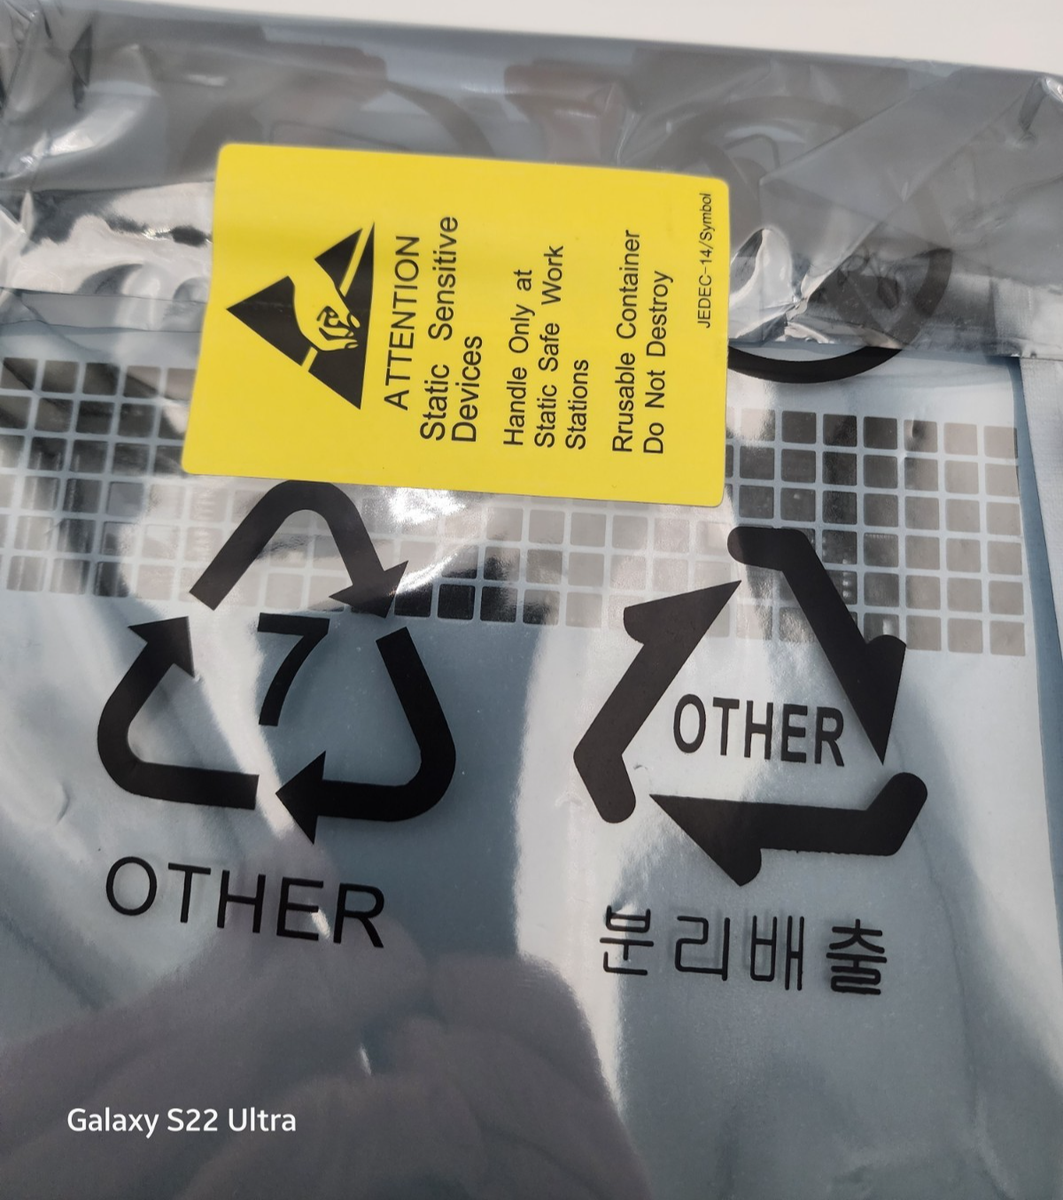 ATTENTION
Static Sensitive
Devices
Handle Only at
Static Safe Work
Stations
Rrusable Container
Do Not Destroy
JEDEC-14/Symbol
7
OTHER
OTHER
분리배출
Galaxy S22 Ultra